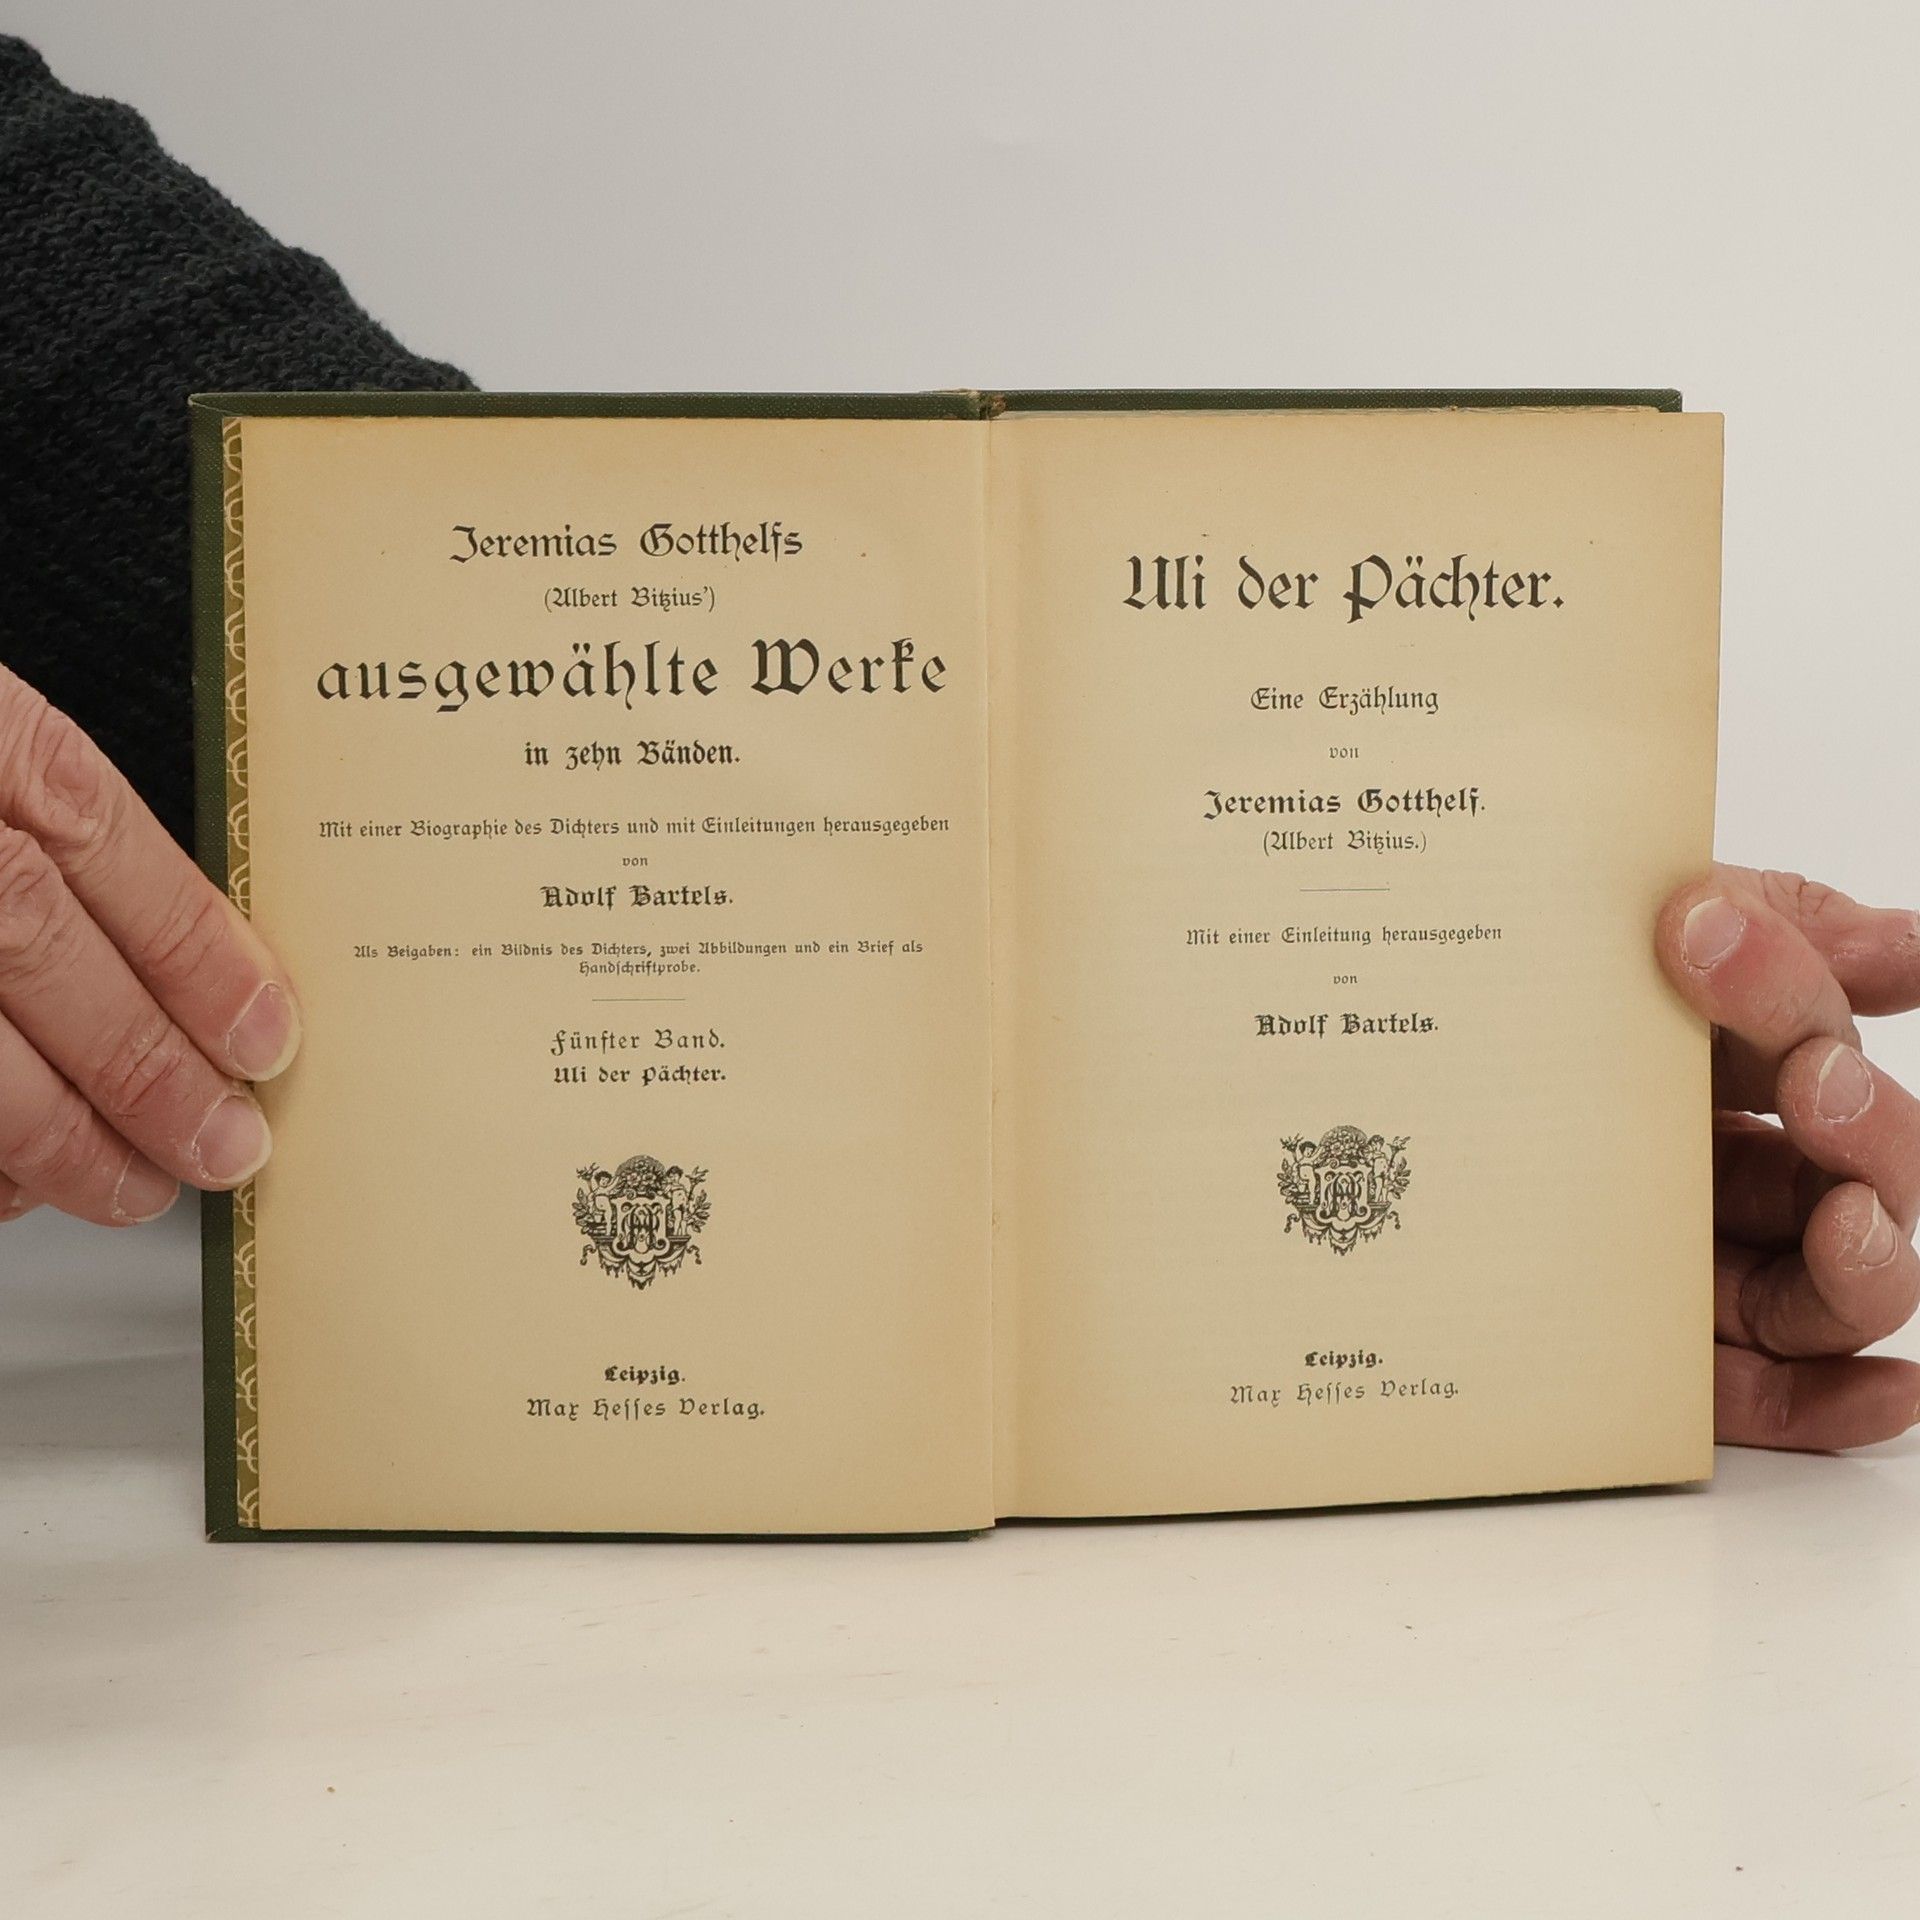 Jeremias Gotthelfs
(Albert Bitzius')
ausgewählte Werke
in zehn Bänden.
Mit einer Biographie des Dichters und mit Einleitungen herausgegeben
von
Adolf Bartels.
Als Beigaben: ein Bildnis des Dichters, zwei Abbildungen und ein Brief als
Handschriftprobe.
Fünfter Band.
Uli der Pächter.
Leipzig.
Max Hesses Verlag.
Uli der Pächter.
Eine Erzählung
von
Jeremias Gotthelf.
(Albert Bitzius.)
Mit einer Einleitung herausgegeben
von
Adolf Bartels.
Leipzig.
Max Hesses Verlag.